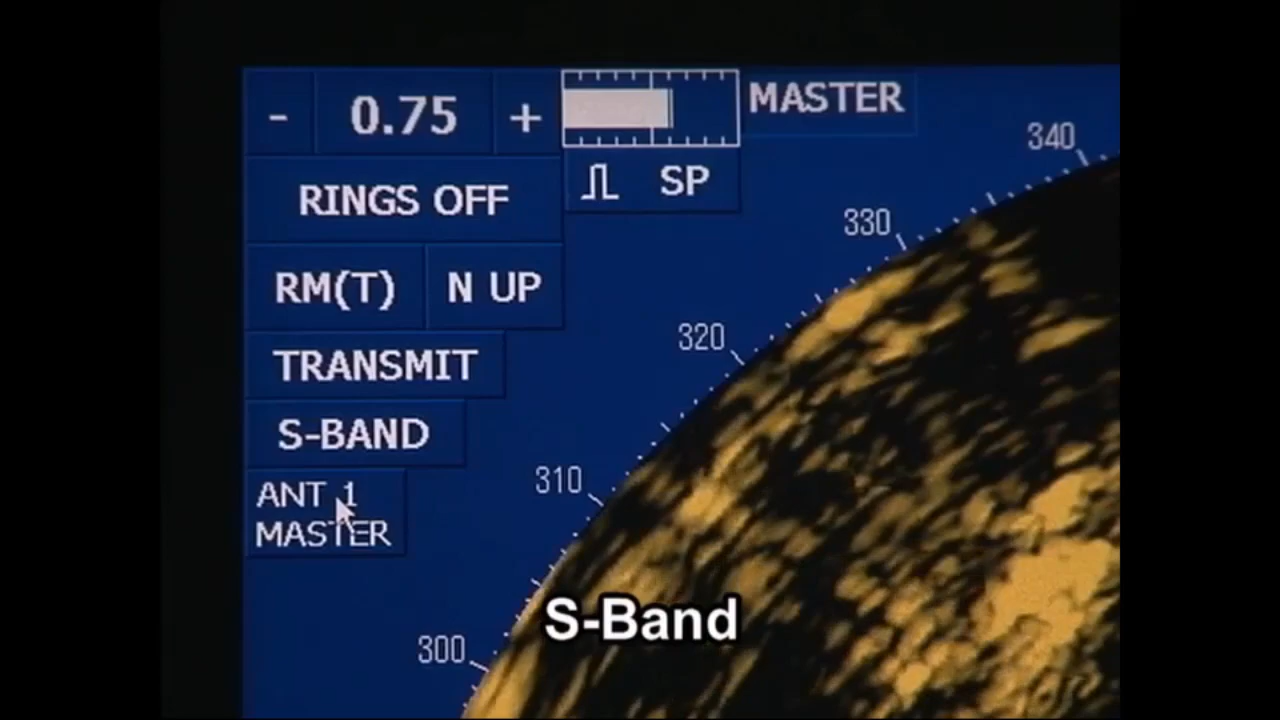 - 0.75 + MASTER
SP
RINGS OFF
RM(T) N UP
TRANSMIT
S-BAND
ANT 1
MASTER
340
330
320
310
300
S-Band